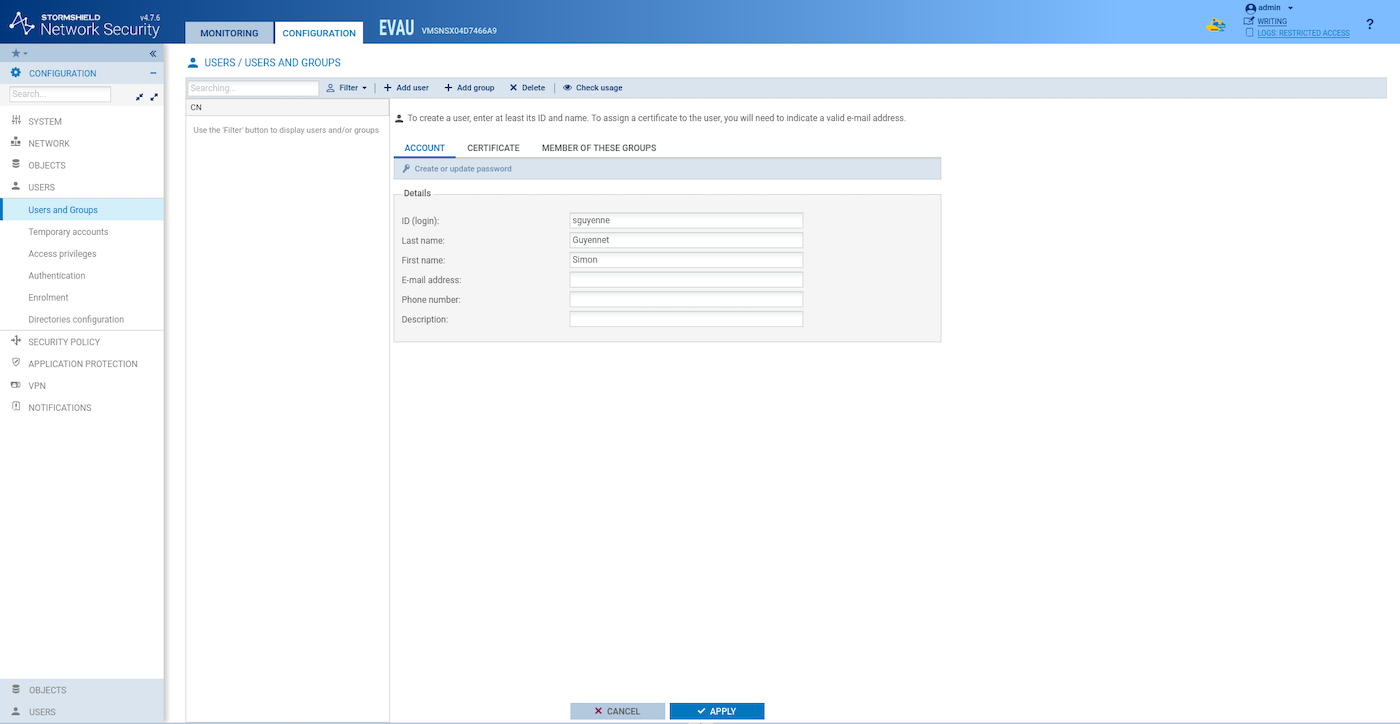 STORMSHIELD v4.7.6
Network Security
MONITORING
CONFIGURATION
EVAU VMSNSX04D7466A9
admin
WRITING
LOGS: RESTRICTED ACCESS
?
CONFIGURATION
Search...
SYSTEM
NETWORK
OBJECTS
USERS
Users and Groups
Temporary accounts
Access privileges
Authentication
Enrolment
Directories configuration
SECURITY POLICY
APPLICATION PROTECTION
VPN
NOTIFICATIONS
OBJECTS
USERS
USERS / USERS AND GROUPS
Searching... Filter Add user Add group Delete Check usage
CN
Use the 'Filter' button to display users and/or groups
To create a user, enter at least its ID and name. To assign a certificate to the user, you will need to indicate a valid e-mail address.
ACCOUNT CERTIFICATE MEMBER OF THESE GROUPS
Create or update password
Details
ID (login): sguyenne
Last name: Guyennet
First name: Simon
E-mail address:
Phone number:
Description:
CANCEL APPLY